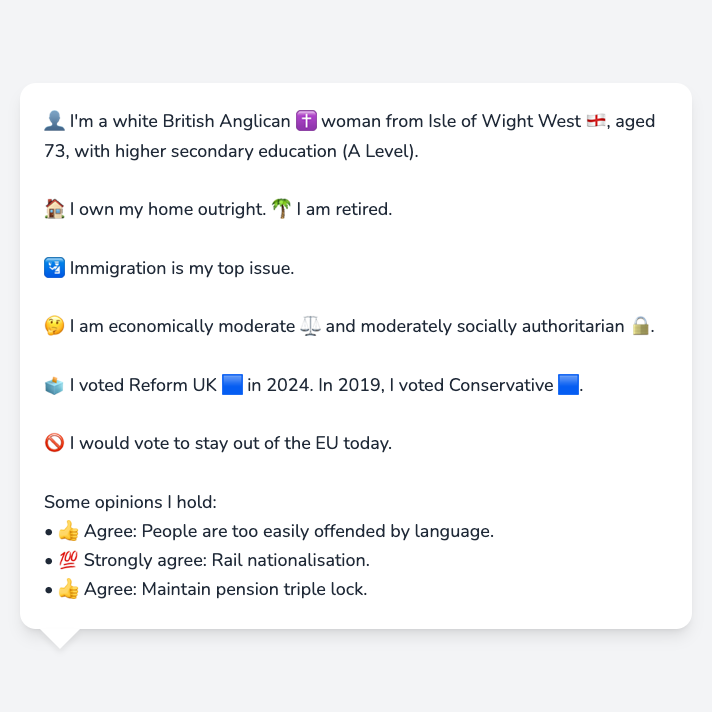 👤 I'm a white British Anglican ✝️ woman from Isle of Wight West 🏴󠁧󠁢󠁥󠁮󠁧󠁿, aged
73, with higher secondary education (A Level).
🏠 I own my home outright. 🌴 I am retired.
🛂 Immigration is my top issue.
🤔 I am economically moderate ⚖️ and moderately socially authoritarian 🔒.
🗳️ I voted Reform UK 🟦 in 2024. In 2019, I voted Conservative 🟦.
🚫 I would vote to stay out of the EU today.
Some opinions I hold:
• 👍 Agree: People are too easily offended by language.
• 💯 Strongly agree: Rail nationalisation.
• 👍 Agree: Maintain pension triple lock.